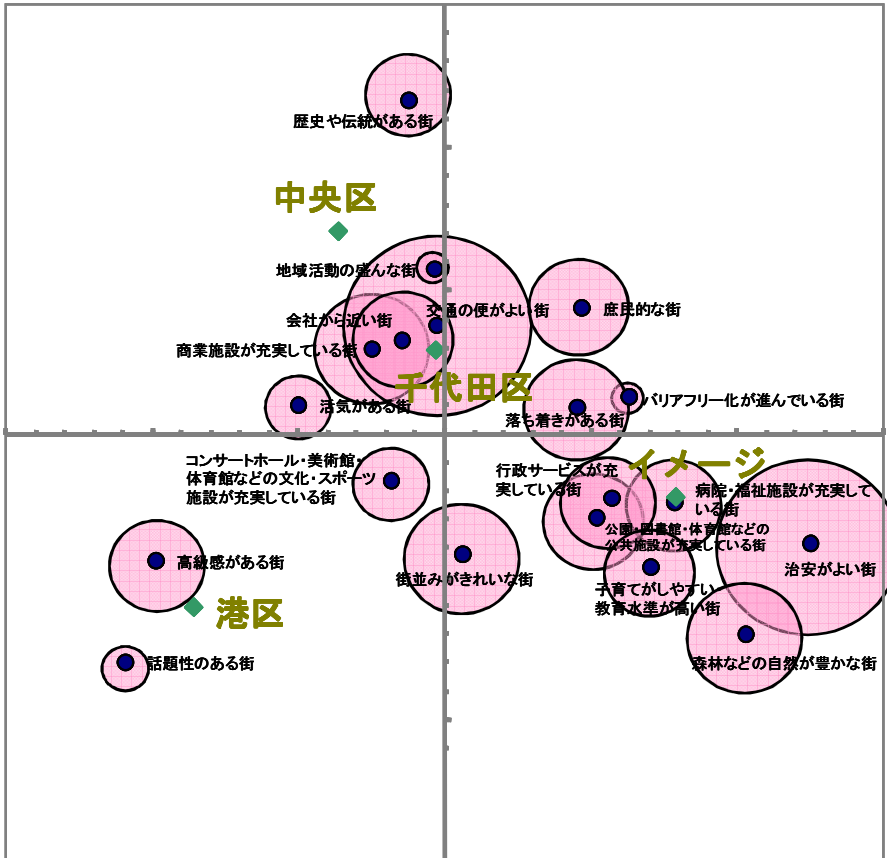 歴史や伝統がある街
中央区
地域活動の盛んな街
交通の便がよい街
庶民的な街
会社から近い街
商業施設が充実している街
千代田区
バリアフリー化が進んでいる街
活気がある街
落ち着きがある街
イメージ
コンサートホール・美術館・
体育館などの文化・スポーツ
施設が充実している街
行政サービスが充
実している街
病院・福祉施設が充実して
いる街
公園・図書館・体育館などの
公共施設が充実している街
高級感がある街
街並みがきれいな街
治安がよい街
子育てがしやすい
教育水準が高い街
港区
話題性のある街
森林などの自然が豊かな街